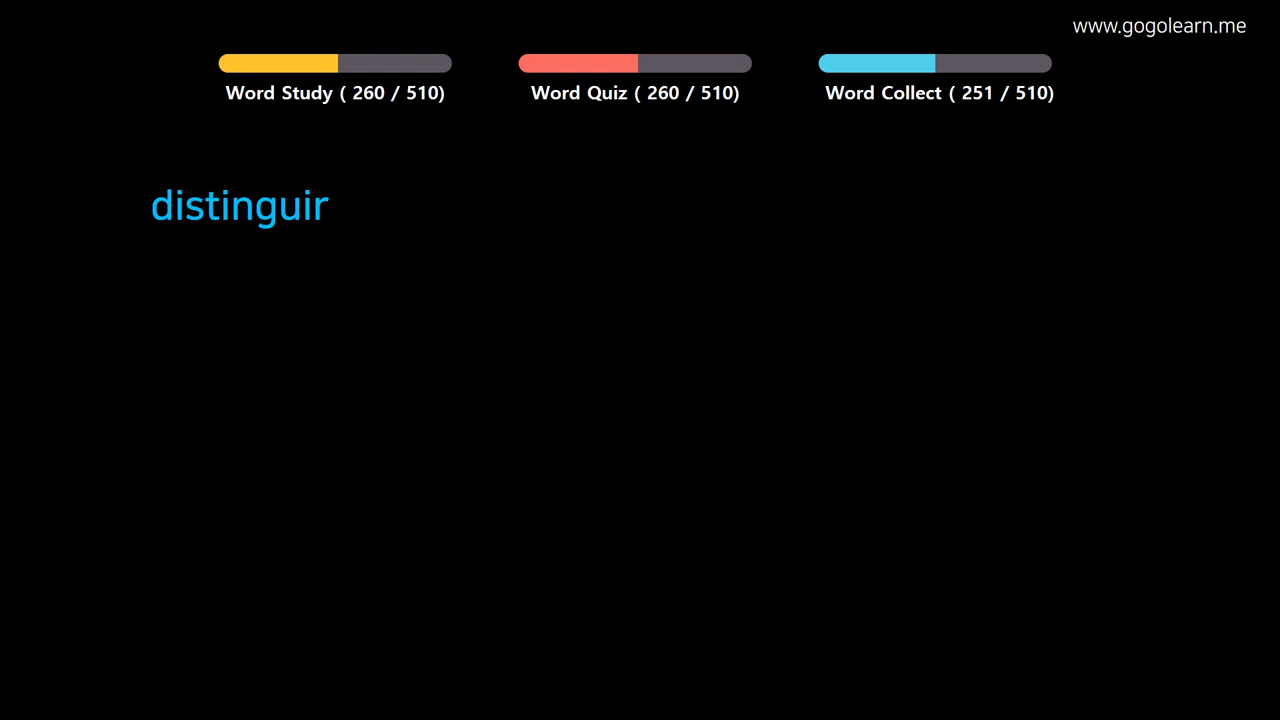 www.gogolearn.me
Word Study ( 260 / 510)
Word Quiz ( 260 / 510)
Word Collect ( 251 / 510)
distinguir